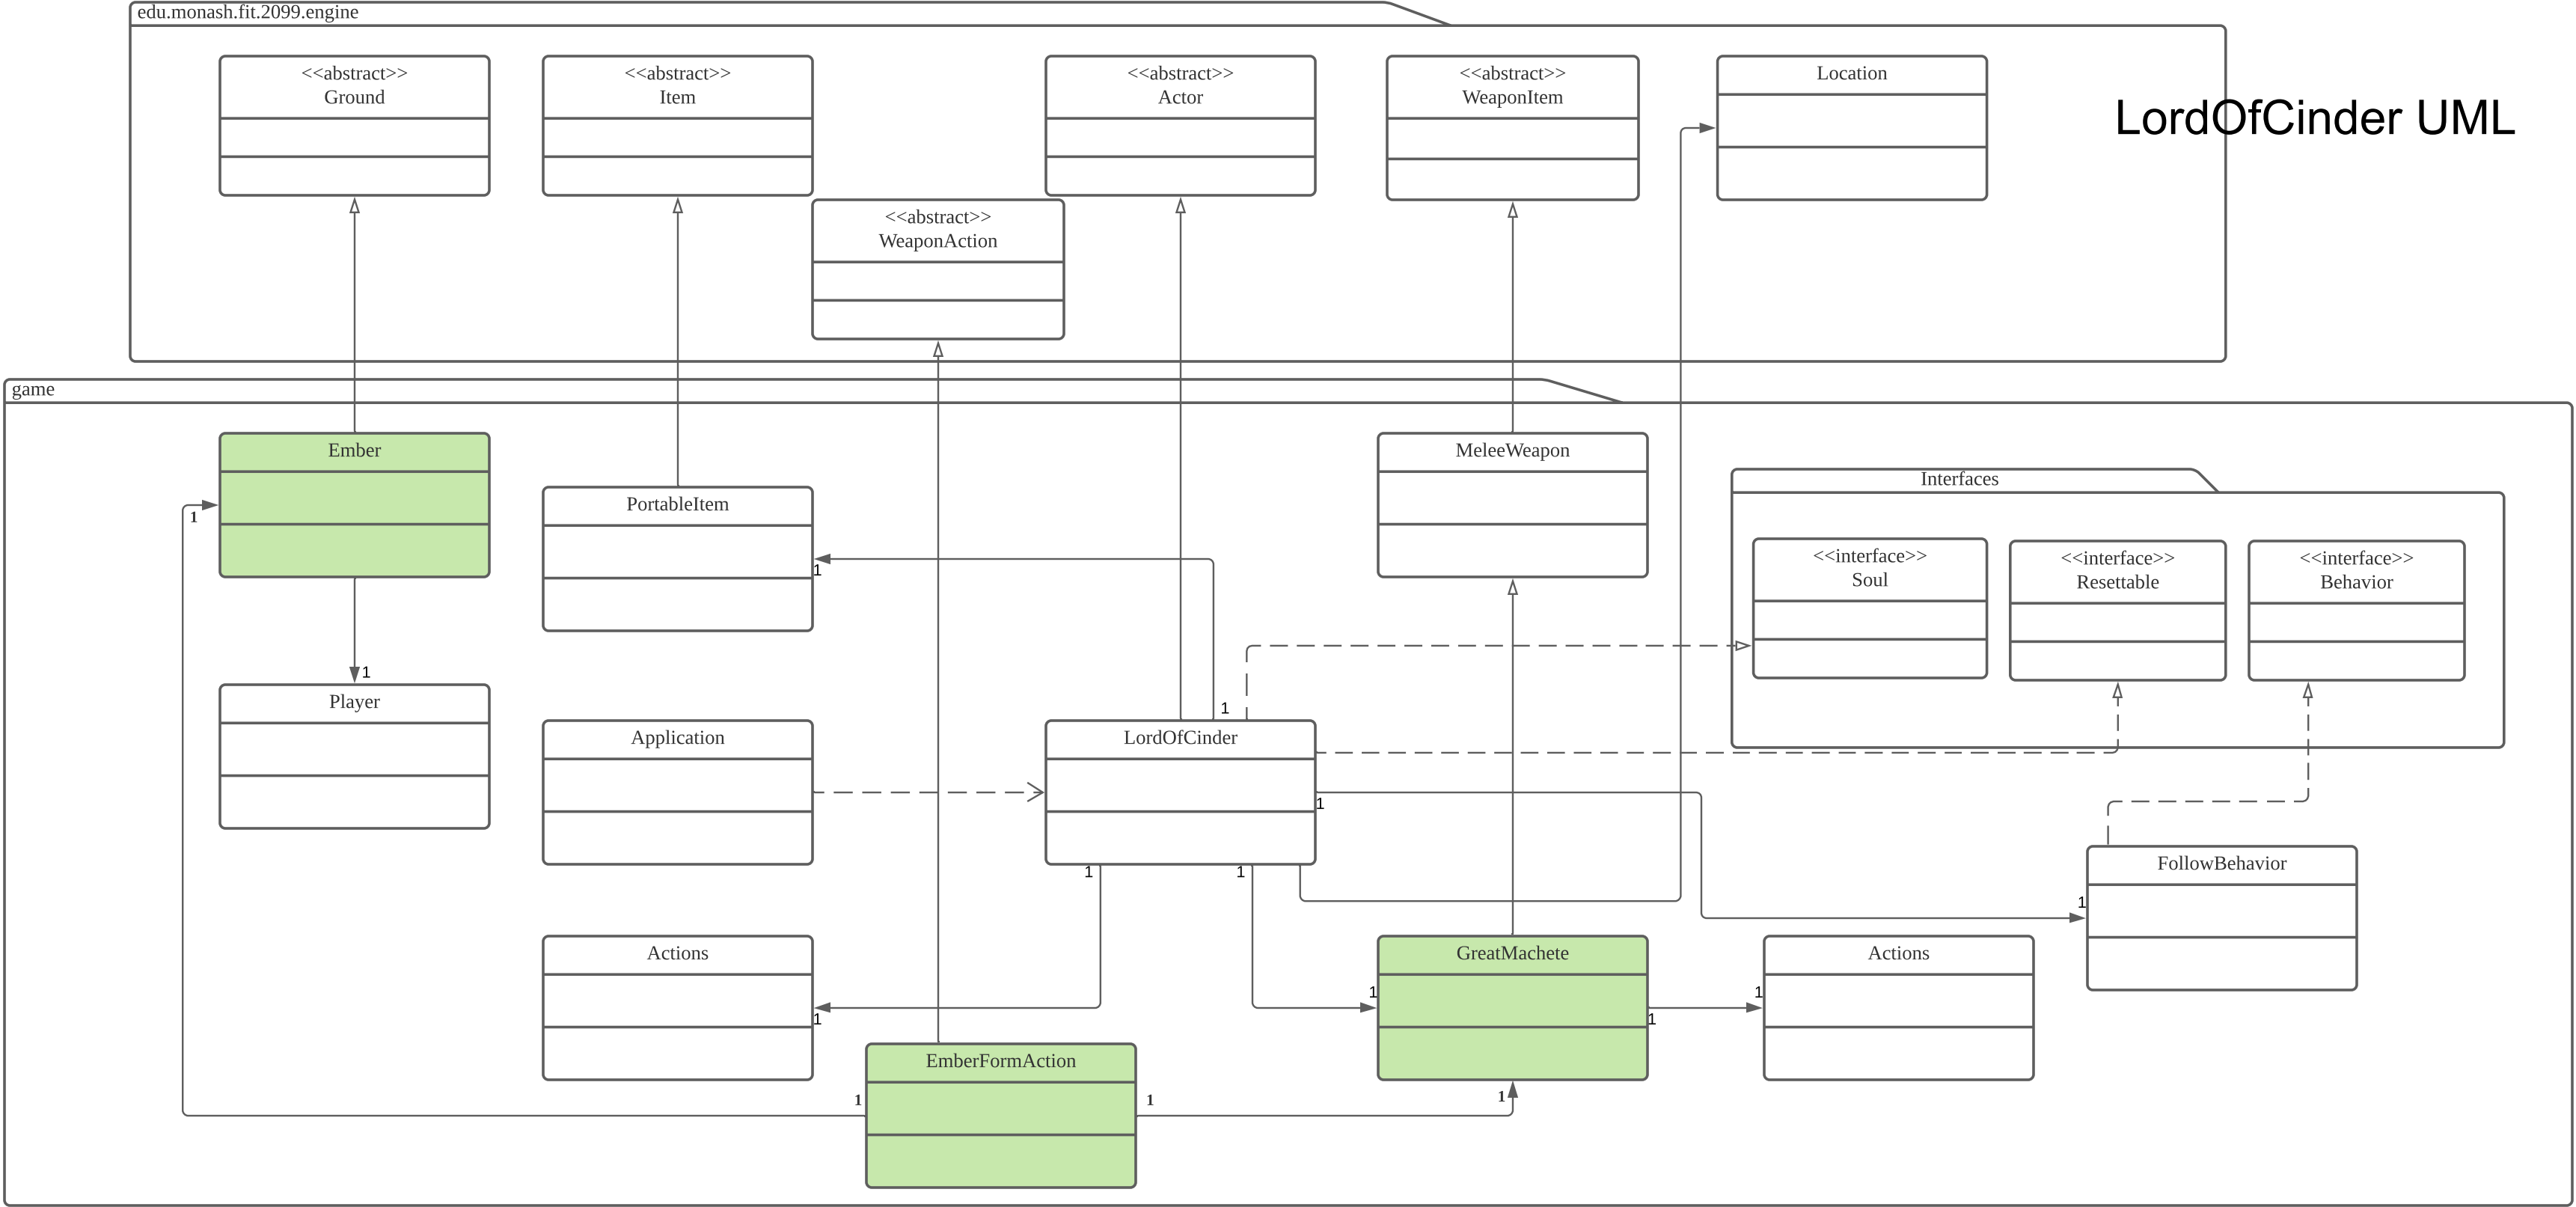 edu.monash.fit.2099.engine
<<abstract>>
Ground
<<abstract>>
Item
<<abstract>>
WeaponAction
<<abstract>>
Actor
<<abstract>>
WeaponItem
Location
LordOfCinder UML
game
Ember
1
PortableItem
1
MeleeWeapon
Interfaces
<<interface>>
Soul
<<interface>>
Resettable
<<interface>>
Behavior
1
Player
Application
1
LordOfCinder
1
1
1
FollowBehavior
1
Actions
1
GreatMachete
1
1
Actions
1
EmberFormAction
1
1
1